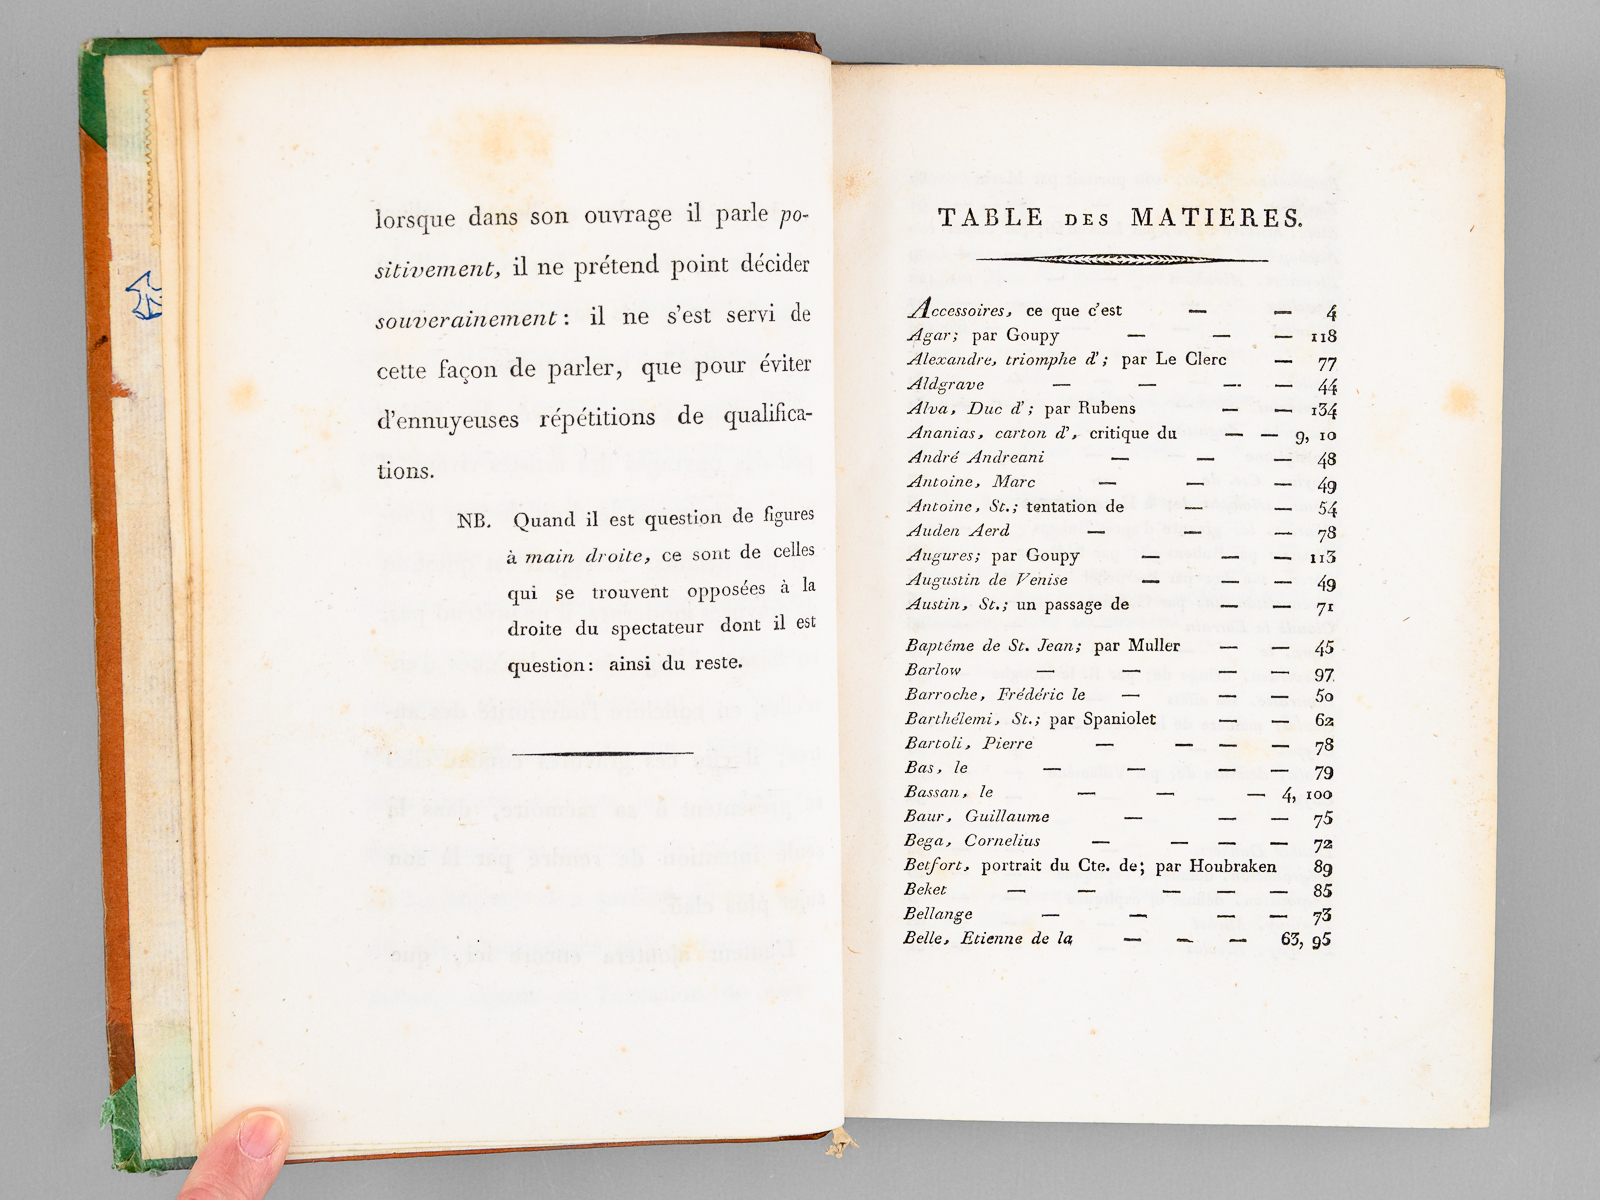 lorsque dans son ouvrage il parle po-
sitivement, il ne prétend point décider
souverainement : il ne s'est servi de
cette façon de parler, que pour éviter
d'ennuyeuses répétitions de qualifica-
tions.
NB. Quand il est question de figures
à main droite, ce sont de celles
qui se trouvent opposées à la
droite du spectateur dont il est
question: ainsi du reste.
TABLE DES MATIERES.
Accessoires, ce que c'est — — 4
Agar; par Goupy — — — 118
Alexandre, triomphe d'; par Le Clerc — 77
Aldgrave — — — — 44
Alva, Duc d'; par Rubens — — 134
Ananias, carton d', critique du — — 9, 10
André Andreani — — — 48
Antoine, Marc — — — 49
Antoine, St.; tentation de — — 54
Auden Aerd — — — 78
Augures; par Goupy — — — 113
Augustin de Venise — — — 49
Austin, St.; un passage de — — 71
Baptéme de St. Jean; par Muller — — 45
Barlow — — — — 97
Barroche, Frédéric le — — — 50
Barthélemi, St.; par Spaniolet — — 62
Bartoli, Pierre — — — — 78
Bas, le — — — — 79
Bassan, le — — — 4, 100
Baur, Guillaume — — — 75
Bega, Cornelius — — — — 72
Betfort, portrait du Cte. de; par Houbraken 89
Beket — — — — — 85
Bellange — — — — 73
Belle, Etienne de la — — — 63, 95